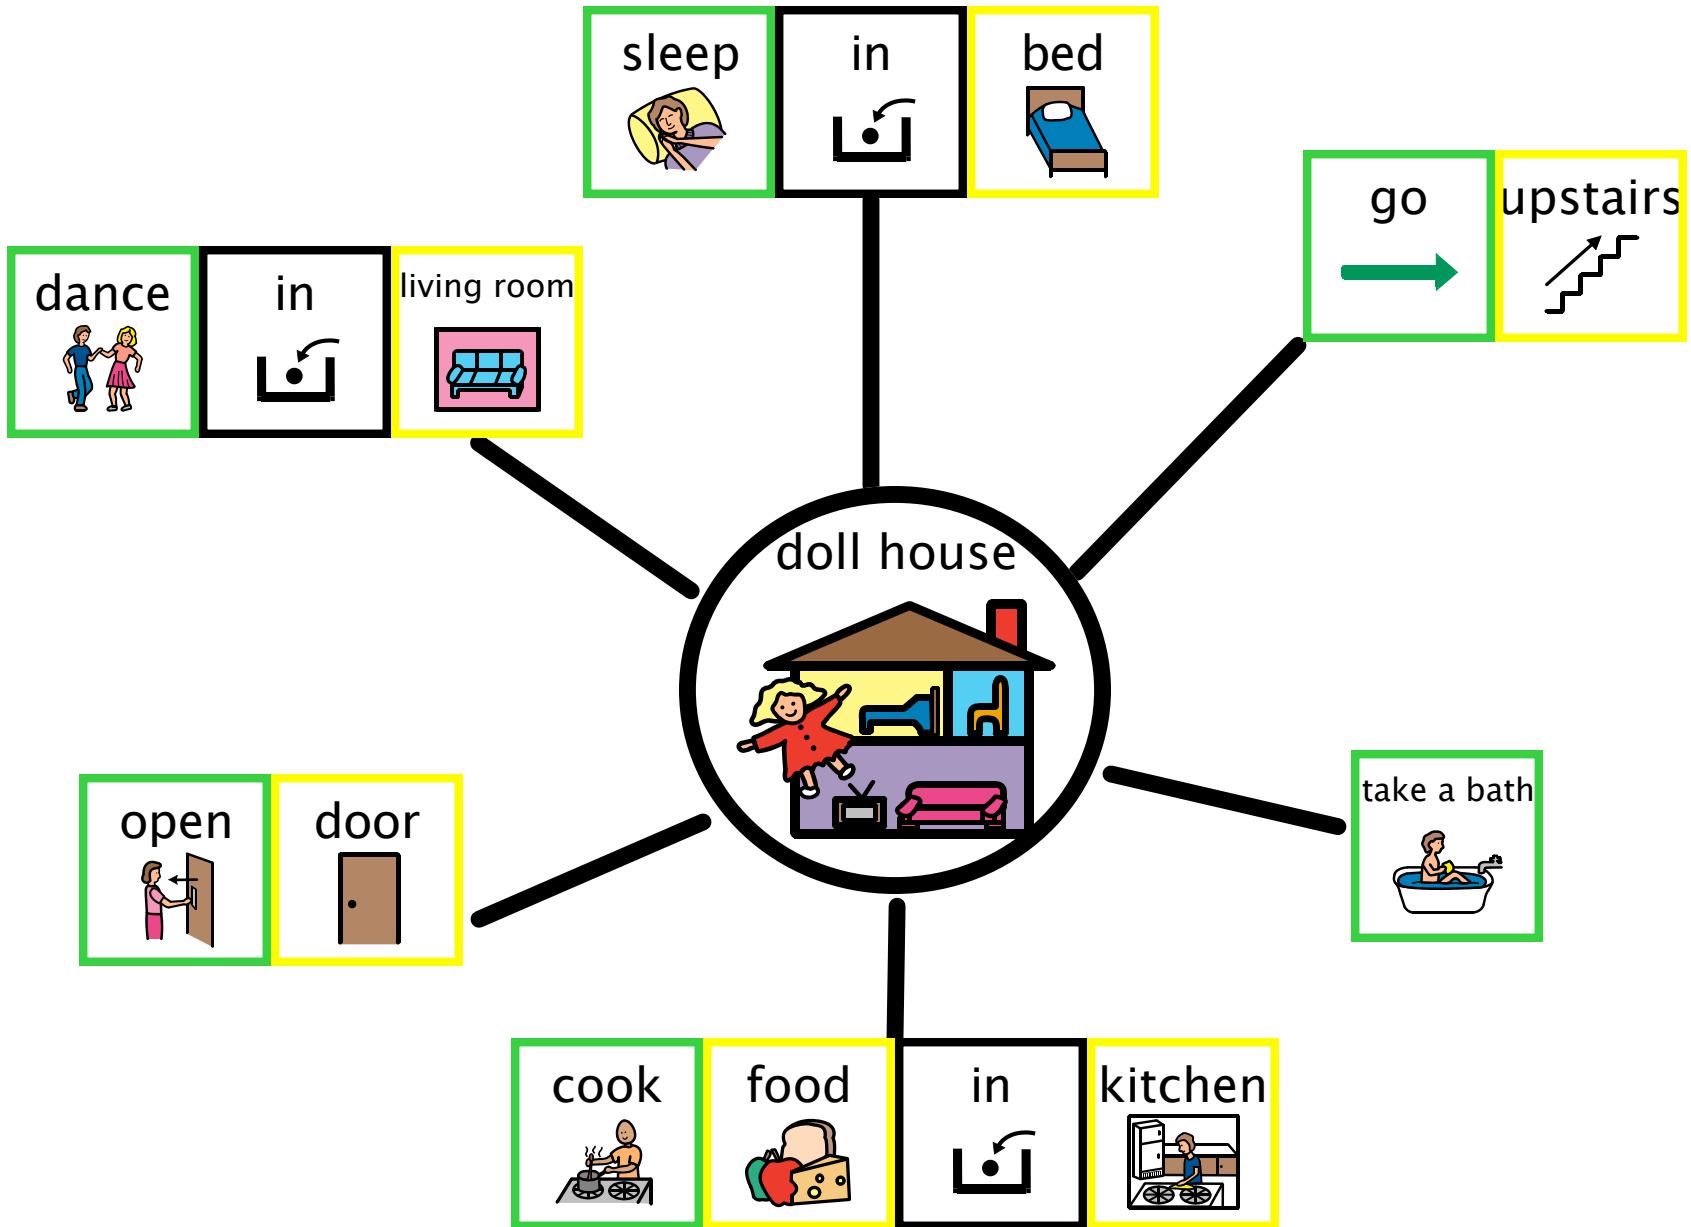 sleep in bed
go upstairs
dance in living room
doll house
take a bath
open door
cook food in kitchen